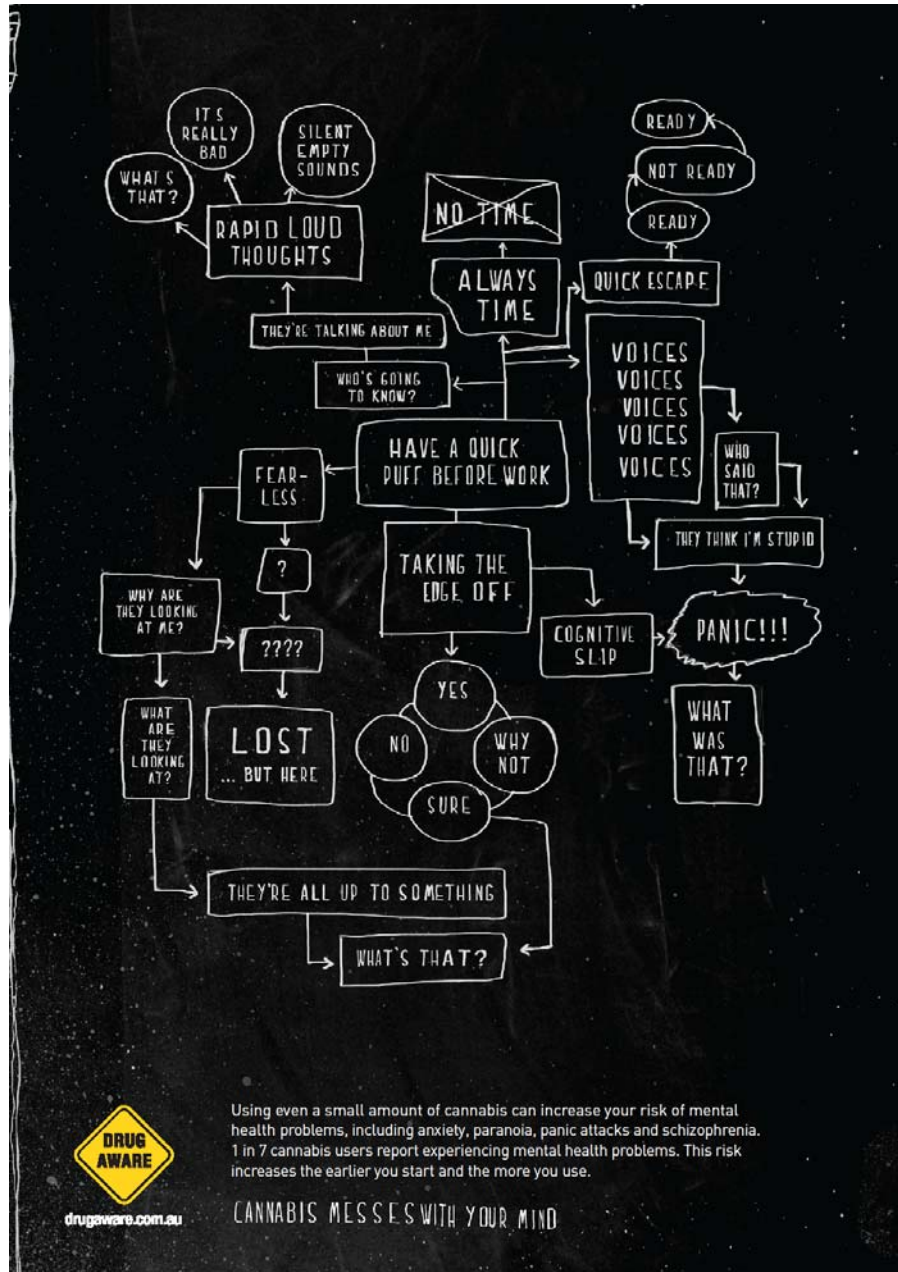 IT'S
REALLY
BAD
SILENT
EMPTY
SOUNDS
WHAT'S
THAT?
RAPID LOUD
THOUGHTS
THEY'RE TALKING ABOUT ME
WHO'S GOING
TO KNOW?
NO TIME
ALWAYS
TIME
READY
NOT READY
READY
QUICK ESCAPE
VOICES
VOICES
VOICES
VOICES
VOICES
WHO
SAID
THAT?
THEY THINK I'M STUPID
HAVE A QUICK
PUFF BEFORE WORK
FEAR-
LESS
?
WHY ARE
THEY LOOKING
AT ME?
????
TAKING THE
EDGE OFF
COGNITIVE
SLIP
PANIC!!!
WHAT
WAS
THAT?
WHAT
ARE
THEY
LOOKING
AT?
LOST
... BUT HERE
YES
NO
WHY
NOT
SURE
THEY'RE ALL UP TO SOMETHING
WHAT'S THAT?
DRUG
AWARE
drugaware.com.au
Using even a small amount of cannabis can increase your risk of mental
health problems, including anxiety, paranoia, panic attacks and schizophrenia.
1 in 7 cannabis users report experiencing mental health problems. This risk
increases the earlier you start and the more you use.
CANNABIS MESSES WITH YOUR MIND